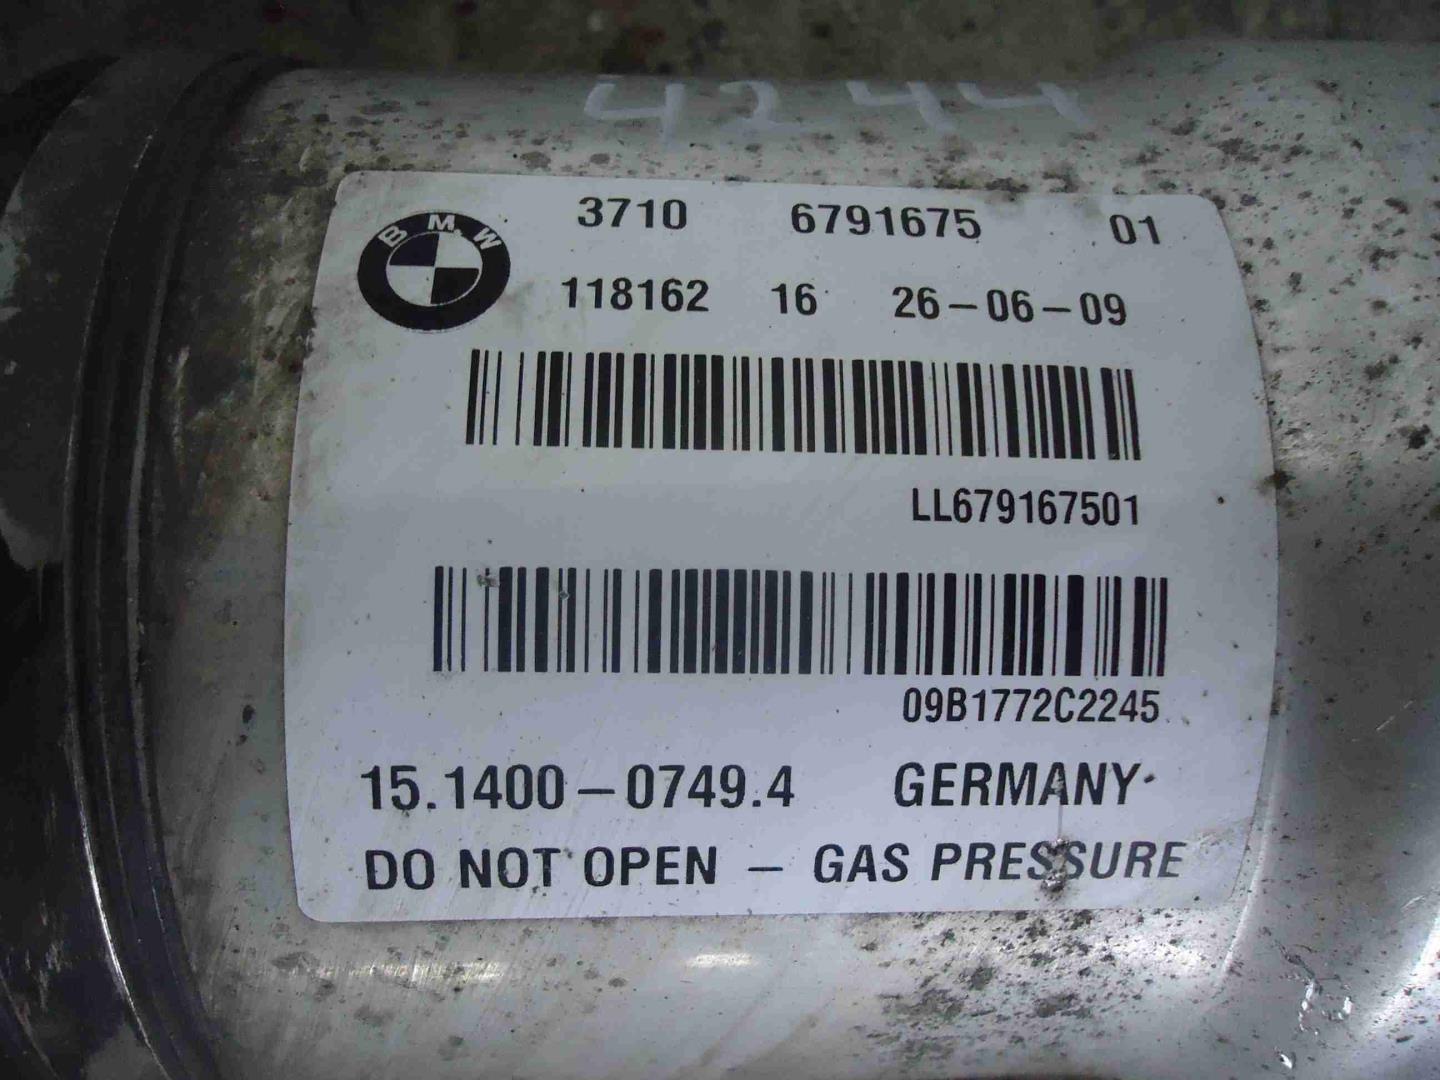 4244
BMW
3710 6791675 01
118162 16 26-06-09
LL679167501
09B1772C2245
15.1400-0749.4 GERMANY
DO NOT OPEN - GAS PRESSURE